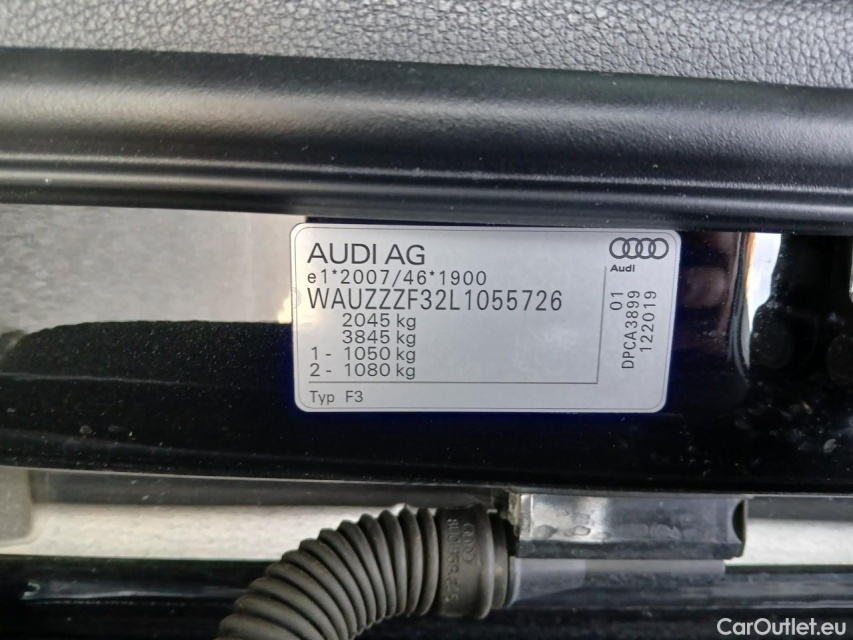 AUDI AG
e1*2007/46*1900
WAUZZZF32L1055726
2045 kg
3845 kg
1 - 1050 kg
2 - 1080 kg
Typ F3
Audi
01
DPCA3899
122019
CarOutlet.eu